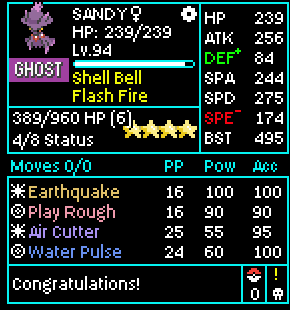 SANDY♀
HP: 239/239
Lv.94
GHOST
Shell Bell
Flash Fire
389/960 HP (6)
4/8 Status
HP 239
ATK 256
DEF+ 84
SPA 244
SPD 275
SPE- 174
BST 495
Moves 0/0 PP Pow Acc
Earthquake 16 100 100
Play Rough 16 90 90
Air Cutter 25 55 95
Water Pulse 24 60 100
Congratulations!
0
!